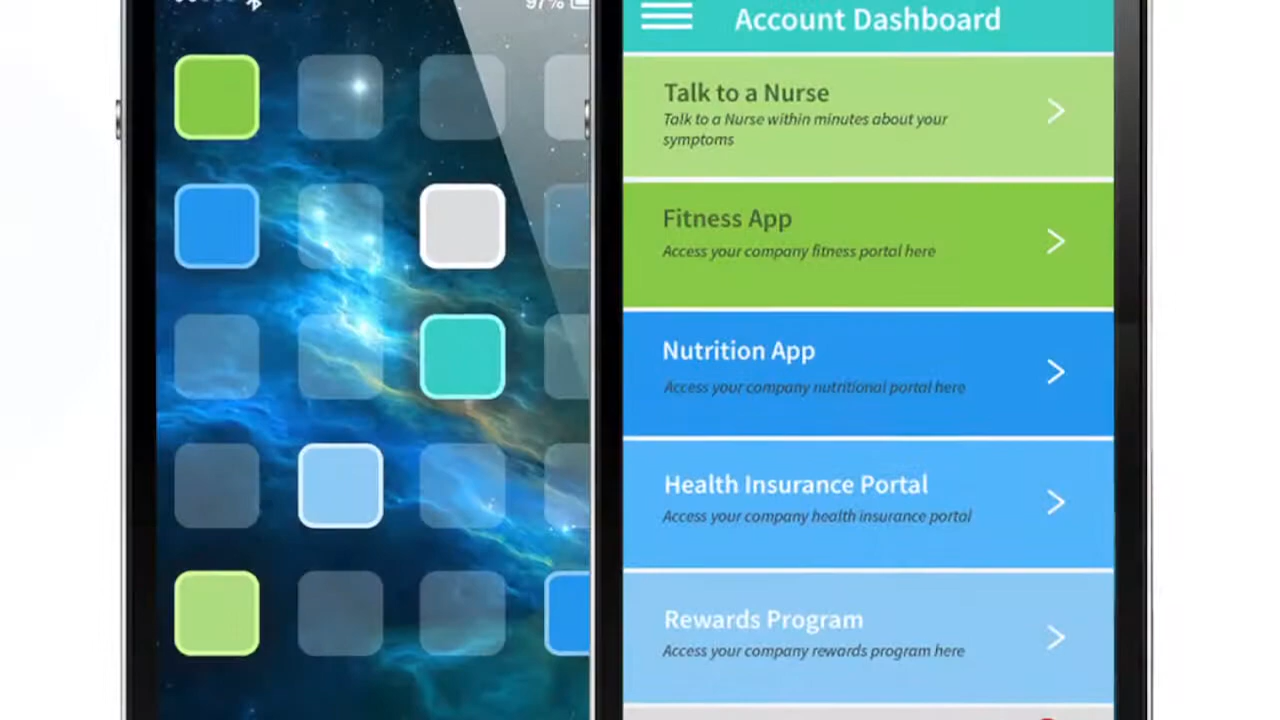 97%
Account Dashboard
Talk to a Nurse
Talk to a Nurse within minutes about your
symptoms
Fitness App
Access your company fitness portal here
Nutrition App
Access your company nutritional portal here
Health Insurance Portal
Access your company health insurance portal
Rewards Program
Access your company rewards program here